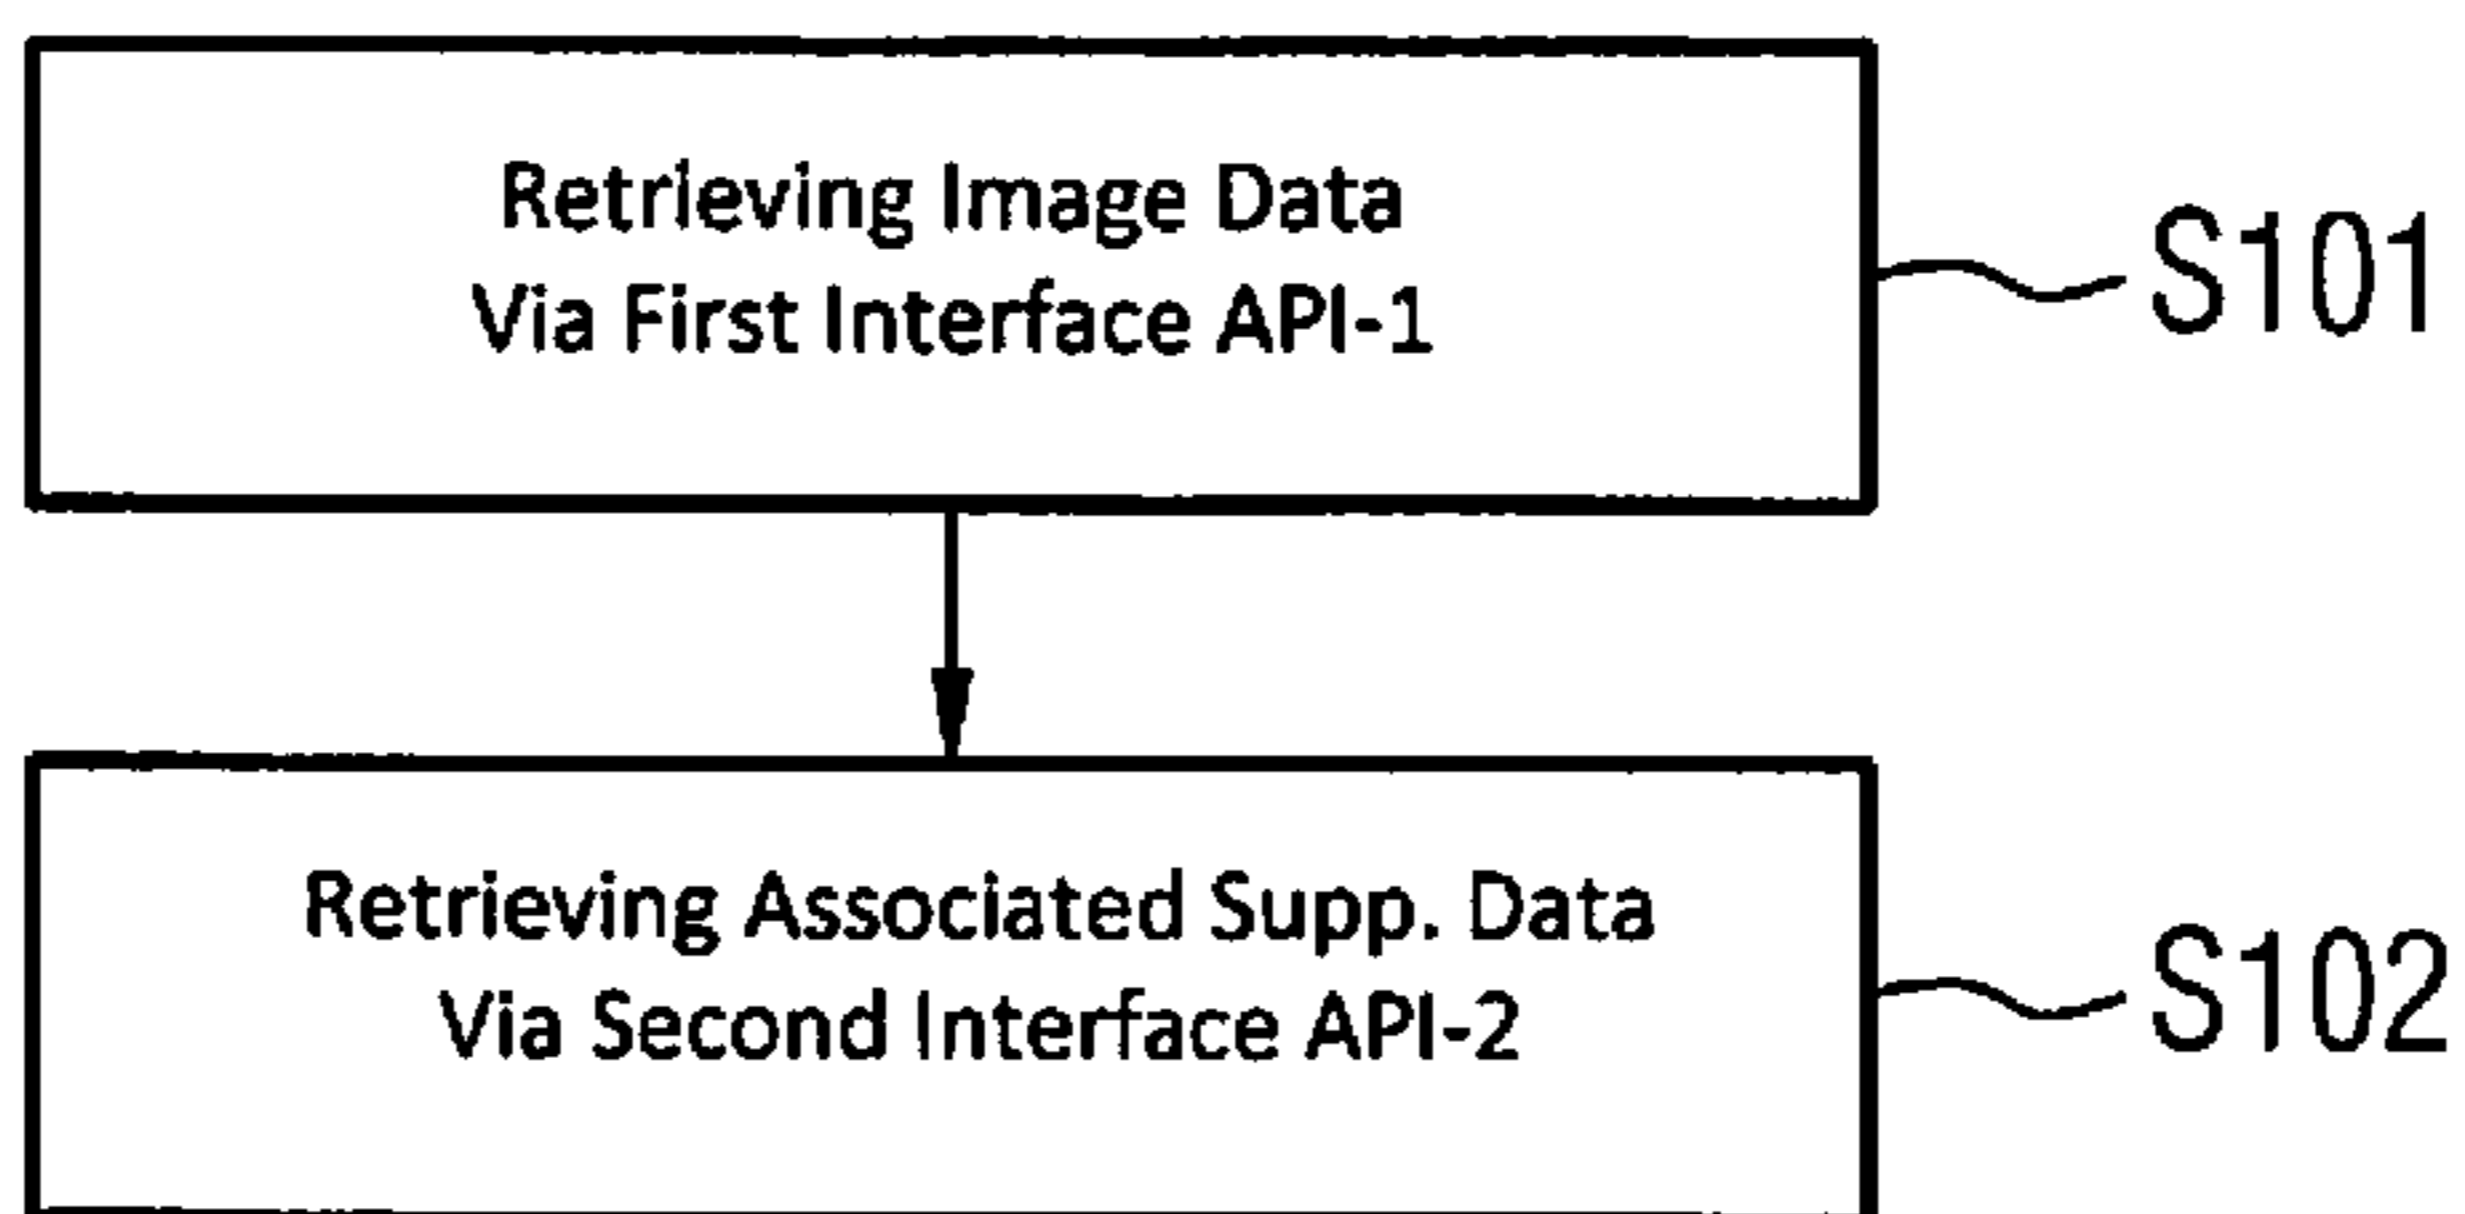 Retrieving Image Data
Via First Interface API-1
S101
Retrieving Associated Supp. Data
Via Second Interface API-2
S102